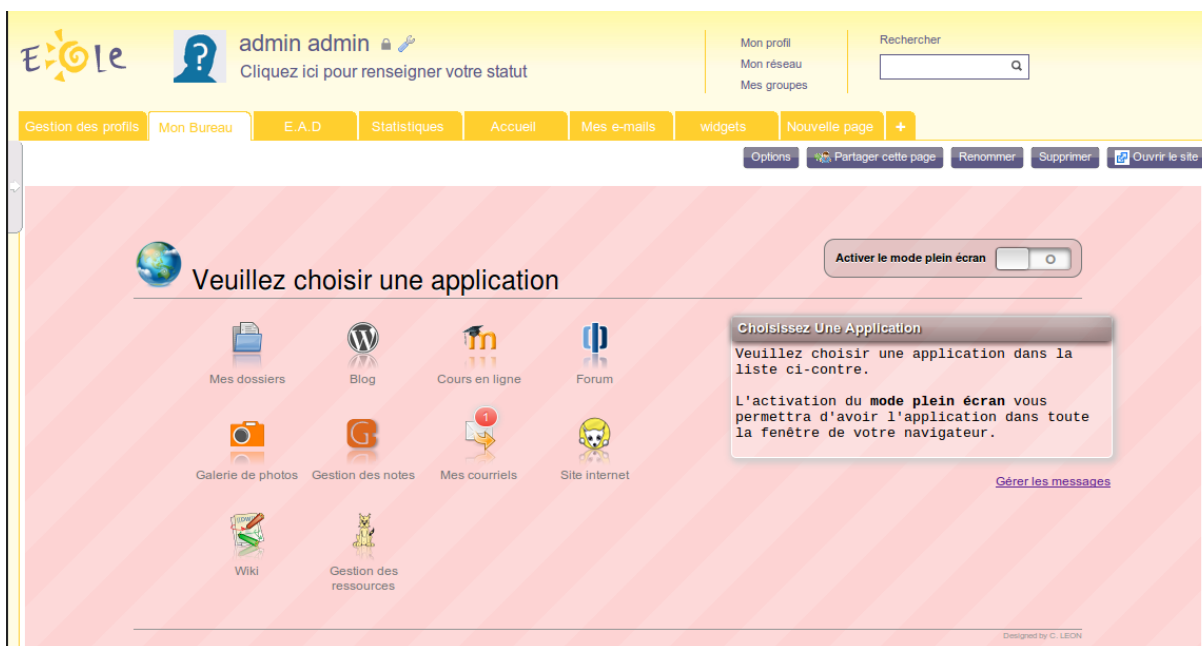 Eole
admin admin
Cliquez ici pour renseigner votre statut
Mon profil
Mon réseau
Mes groupes
Rechercher
Gestion des profils
Mon Bureau
E.A.D
Statistiques
Accueil
Mes e-mails
widgets
Nouvelle page
+
Options
Partager cette page
Renommer
Supprimer
Ouvrir le site
Veuillez choisir une application
Activer le mode plein écran
Mes dossiers
Blog
Cours en ligne
Forum
Galerie de photos
Gestion des notes
1
Mes courriels
Site internet
Wiki
Gestion des
ressources
Choisissez Une Application
Veuillez choisir une application dans la
liste ci-contre.
L'activation du mode plein écran vous
permettra d'avoir l'application dans toute
la fenêtre de votre navigateur.
Gérer les messages
Designed by C. LEON